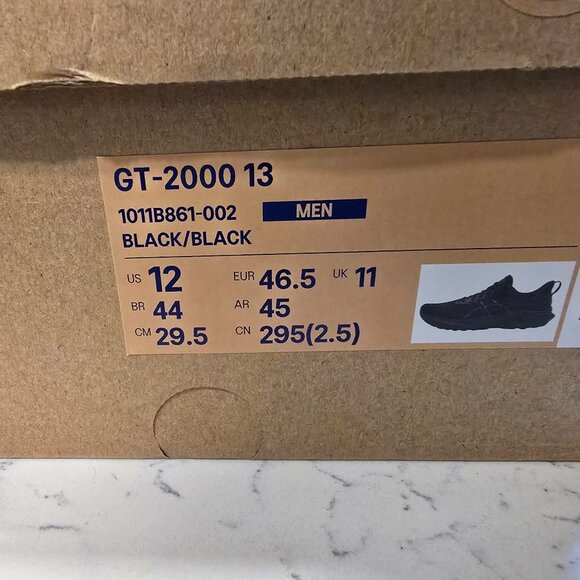 GT-2000 13
1011B861-002 MEN
BLACK/BLACK
US 12 EUR 46.5 UK 11
BR 44 AR 45
CM 29.5 CN 295(2.5)